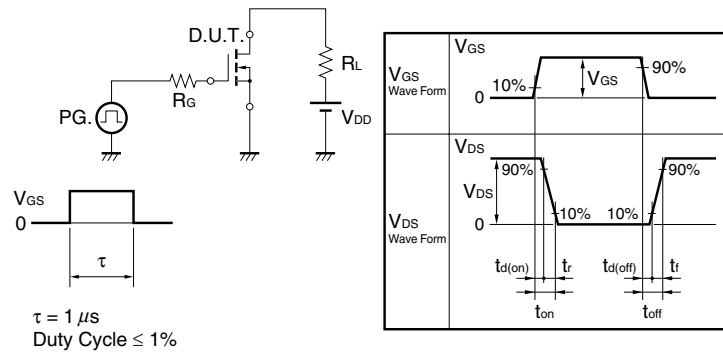 D.U.T.
RL
RG
PG.
VDD
VGS
0
τ
τ = 1 μs
Duty Cycle ≤ 1%
VGS
Wave Form
VGS
10%
VGS
90%
0
VDS
Wave Form
VDS
90%
VDS
10%
10%
90%
0
td(on)
tr
td(off)
tf
ton
toff